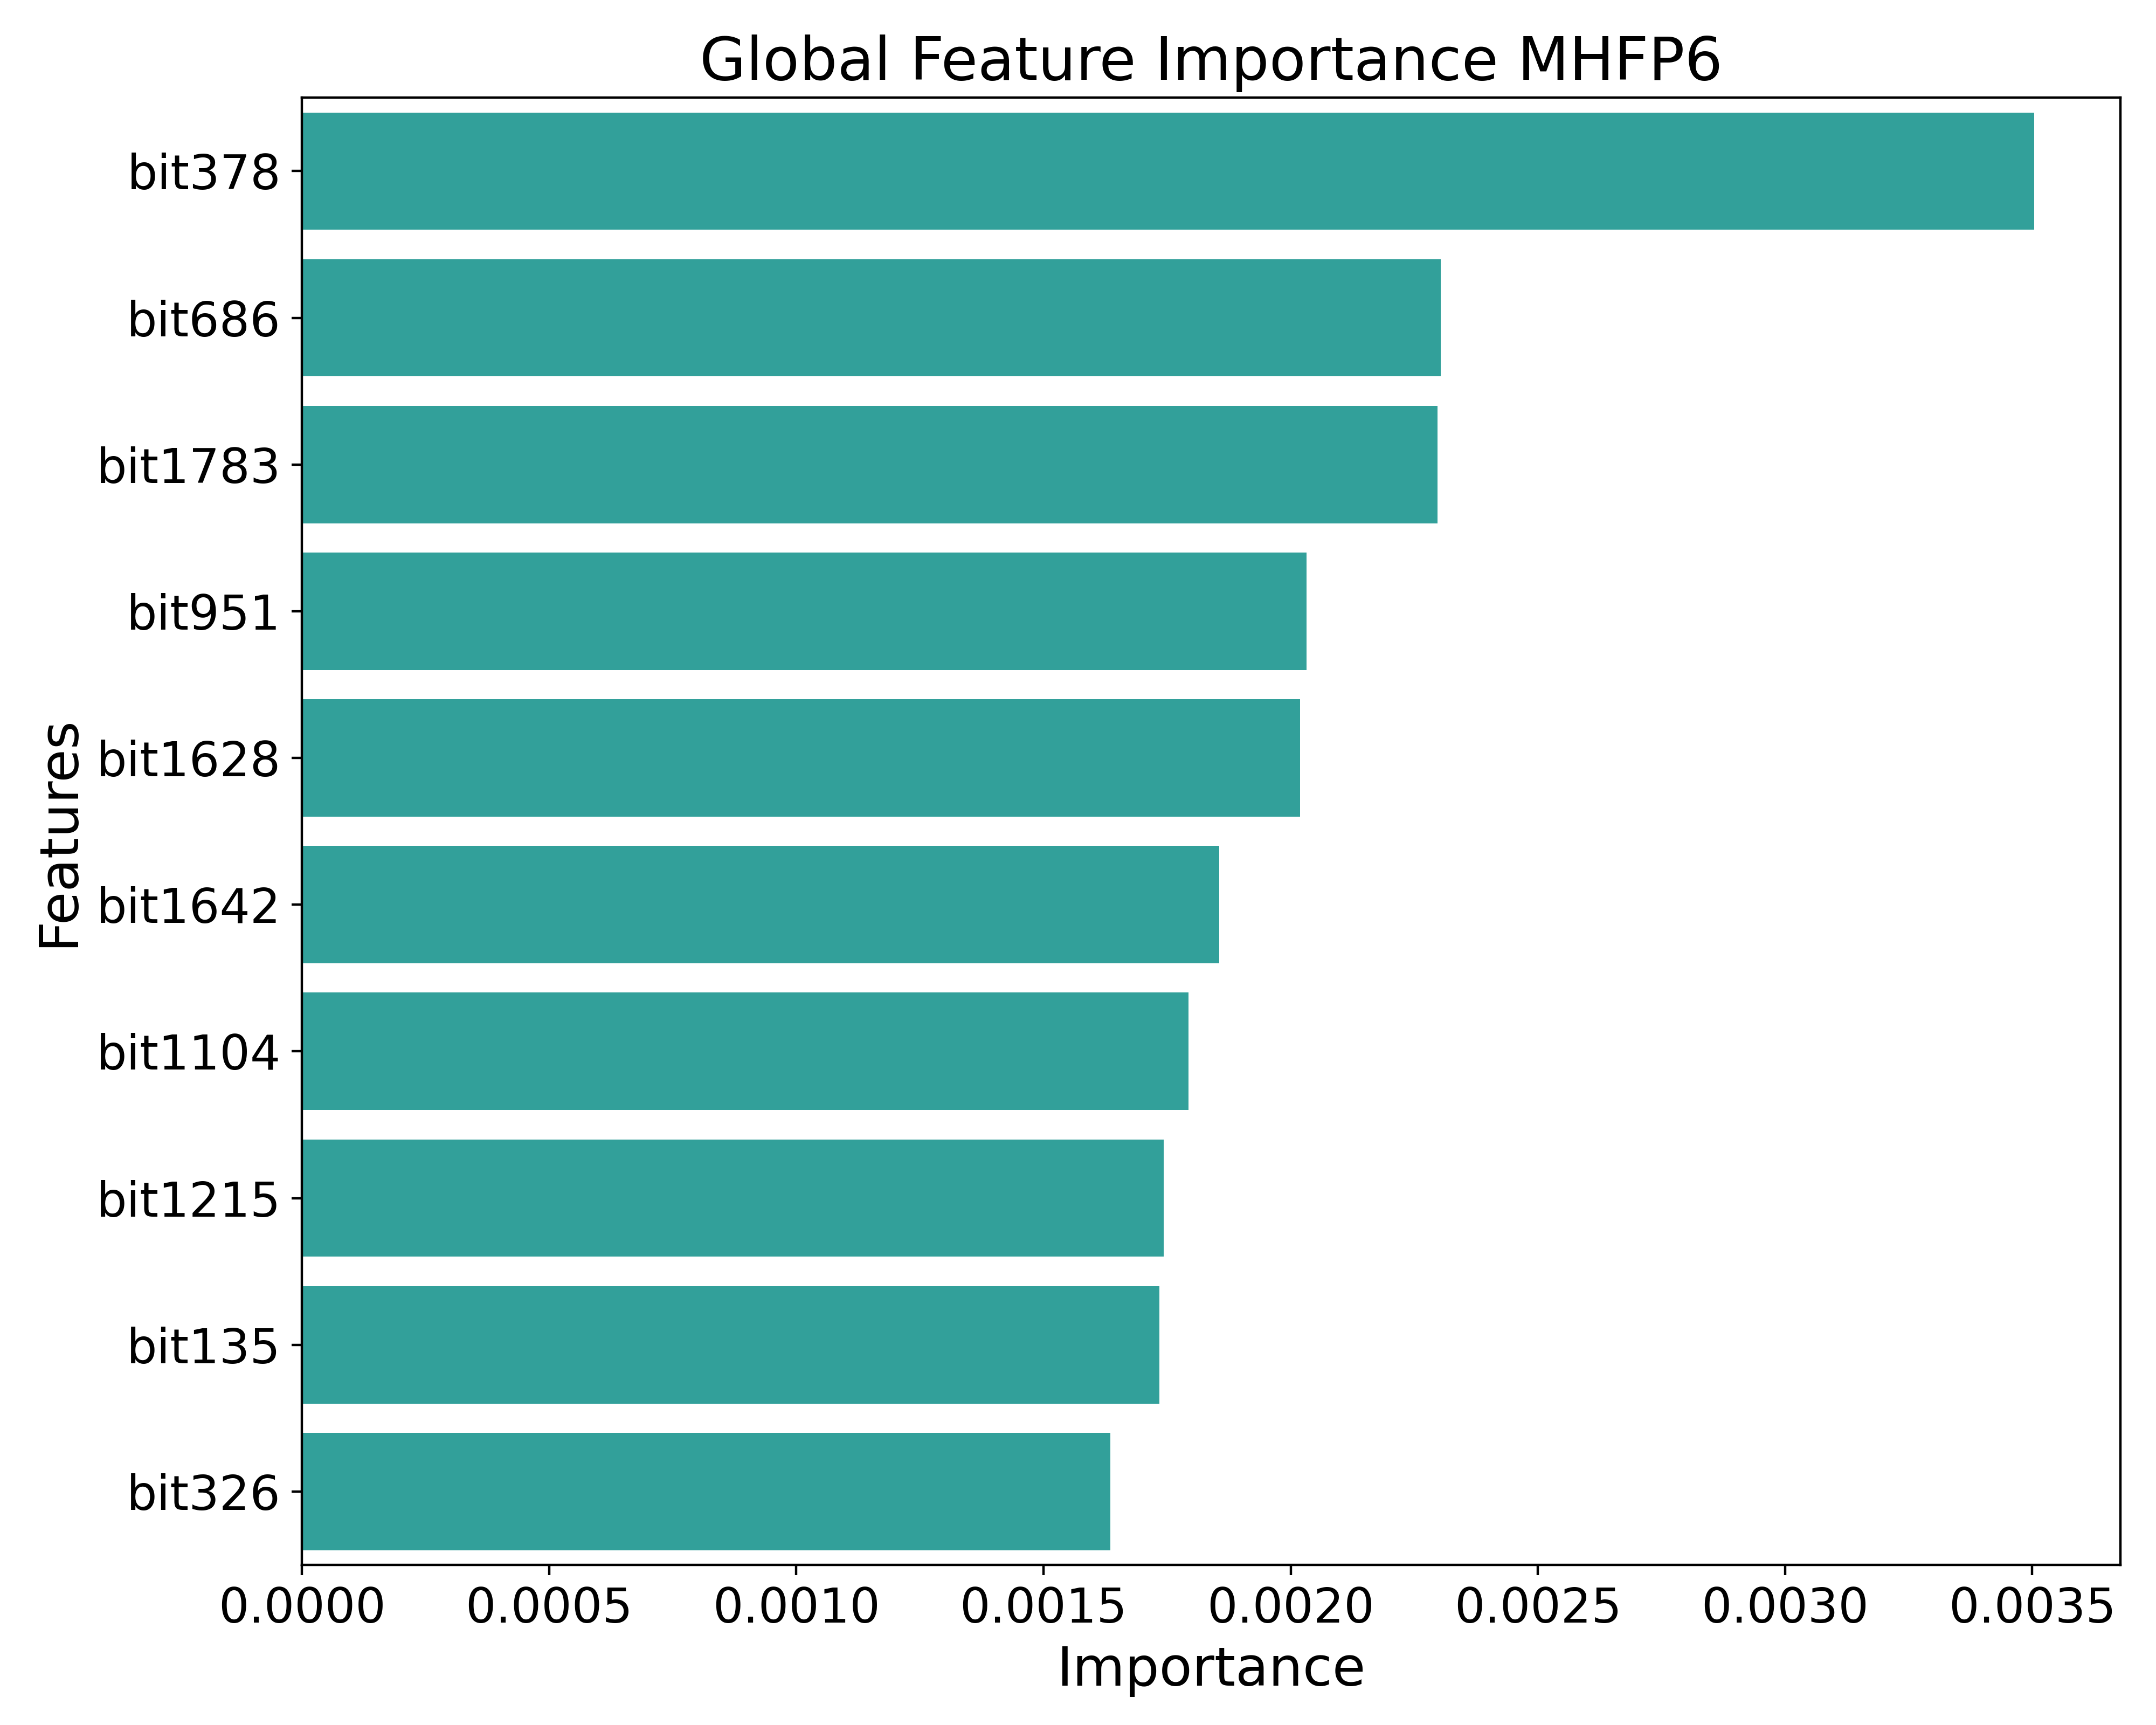 Global Feature Importance MHFP6
Features
bit378
bit686
bit1783
bit951
bit1628
bit1642
bit1104
bit1215
bit135
bit326
0.0000 0.0005 0.0010 0.0015 0.0020 0.0025 0.0030 0.0035
Importance